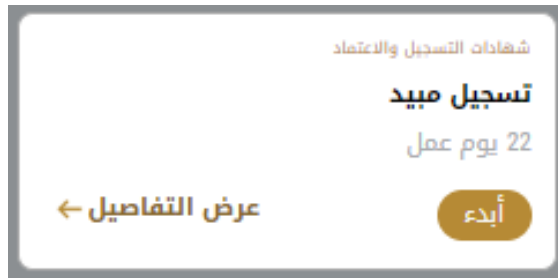 شهادات التسجيل والاعتماد
تسجيل مبيد
22 يوم عمل
أبدء
عرض التفاصيل